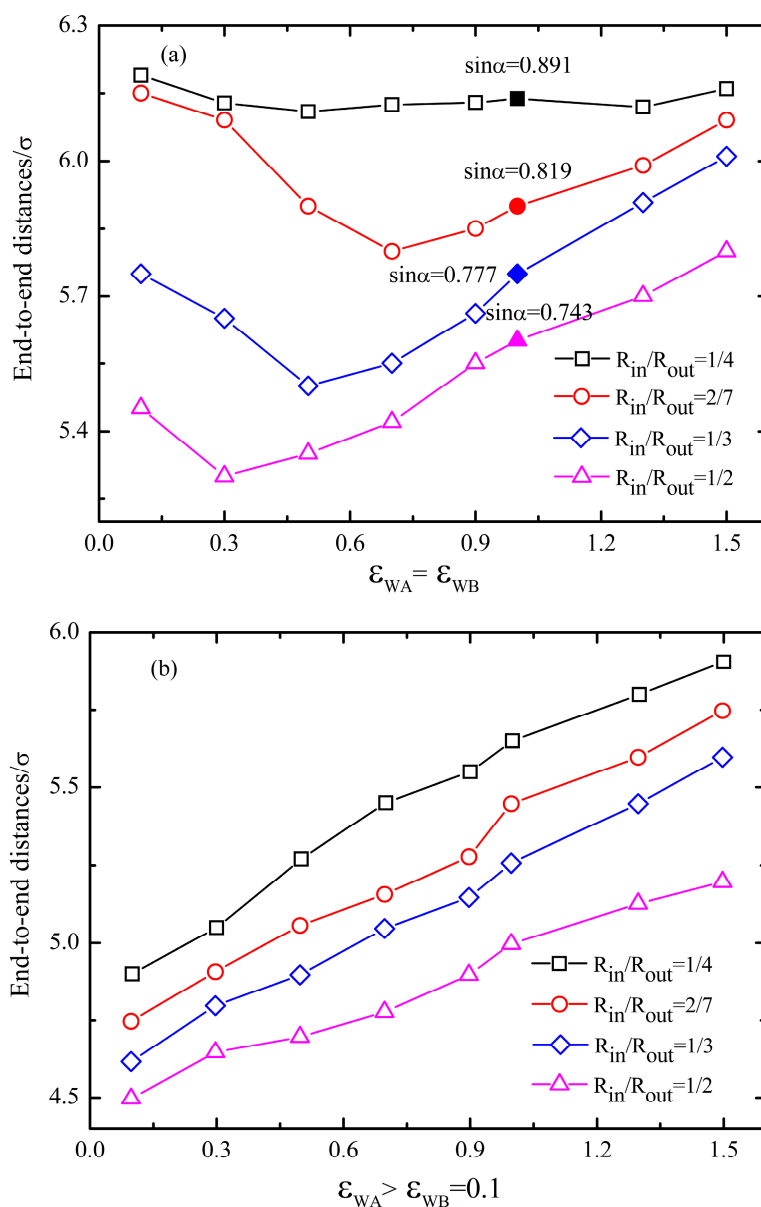 6.3
(a)
sinα=0.891
6.0
sinα=0.819
End-to-end distances/σ
sinα=0.777
5.7
sinα=0.743
R_in/R_out=1/4
R_in/R_out=2/7
5.4
R_in/R_out=1/3
R_in/R_out=1/2
0.0 0.3 0.6 0.9 1.2 1.5
ε_WA= ε_WB
6.0
(b)
5.5
End-to-end distances/σ
5.0
R_in/R_out=1/4
R_in/R_out=2/7
R_in/R_out=1/3
R_in/R_out=1/2
4.5
0.0 0.3 0.6 0.9 1.2 1.5
ε_WA> ε_WB=0.1